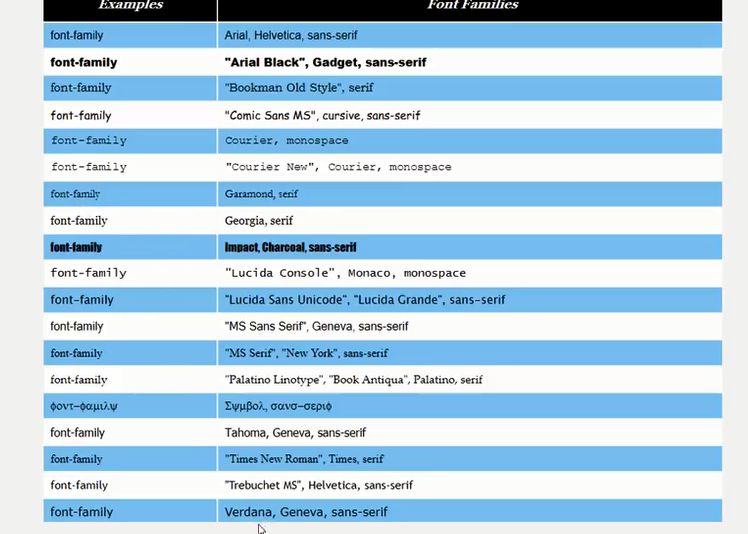 Examples Font Families
font-family Arial, Helvetica, sans-serif
font-family "Arial Black", Gadget, sans-serif
font-family "Bookman Old Style", serif
font-family "Comic Sans MS", cursive, sans-serif
font-family Courier, monospace
font-family "Courier New", Courier, monospace
font-family Garamond, serif
font-family Georgia, serif
font-family Impact, Charcoal, sans-serif
font-family "Lucida Console", Monaco, monospace
font-family "Lucida Sans Unicode", "Lucida Grande", sans-serif
font-family "MS Sans Serif", Geneva, sans-serif
font-family "MS Serif", "New York", sans-serif
font-family "Palatino Linotype", "Book Antiqua", Palatino, serif
φοντ−φαμιλψ Σψμβολ, σανσ−σεριφ
font-family Tahoma, Geneva, sans-serif
font-family "Times New Roman", Times, serif
font-family "Trebuchet MS", Helvetica, sans-serif
font-family Verdana, Geneva, sans-serif